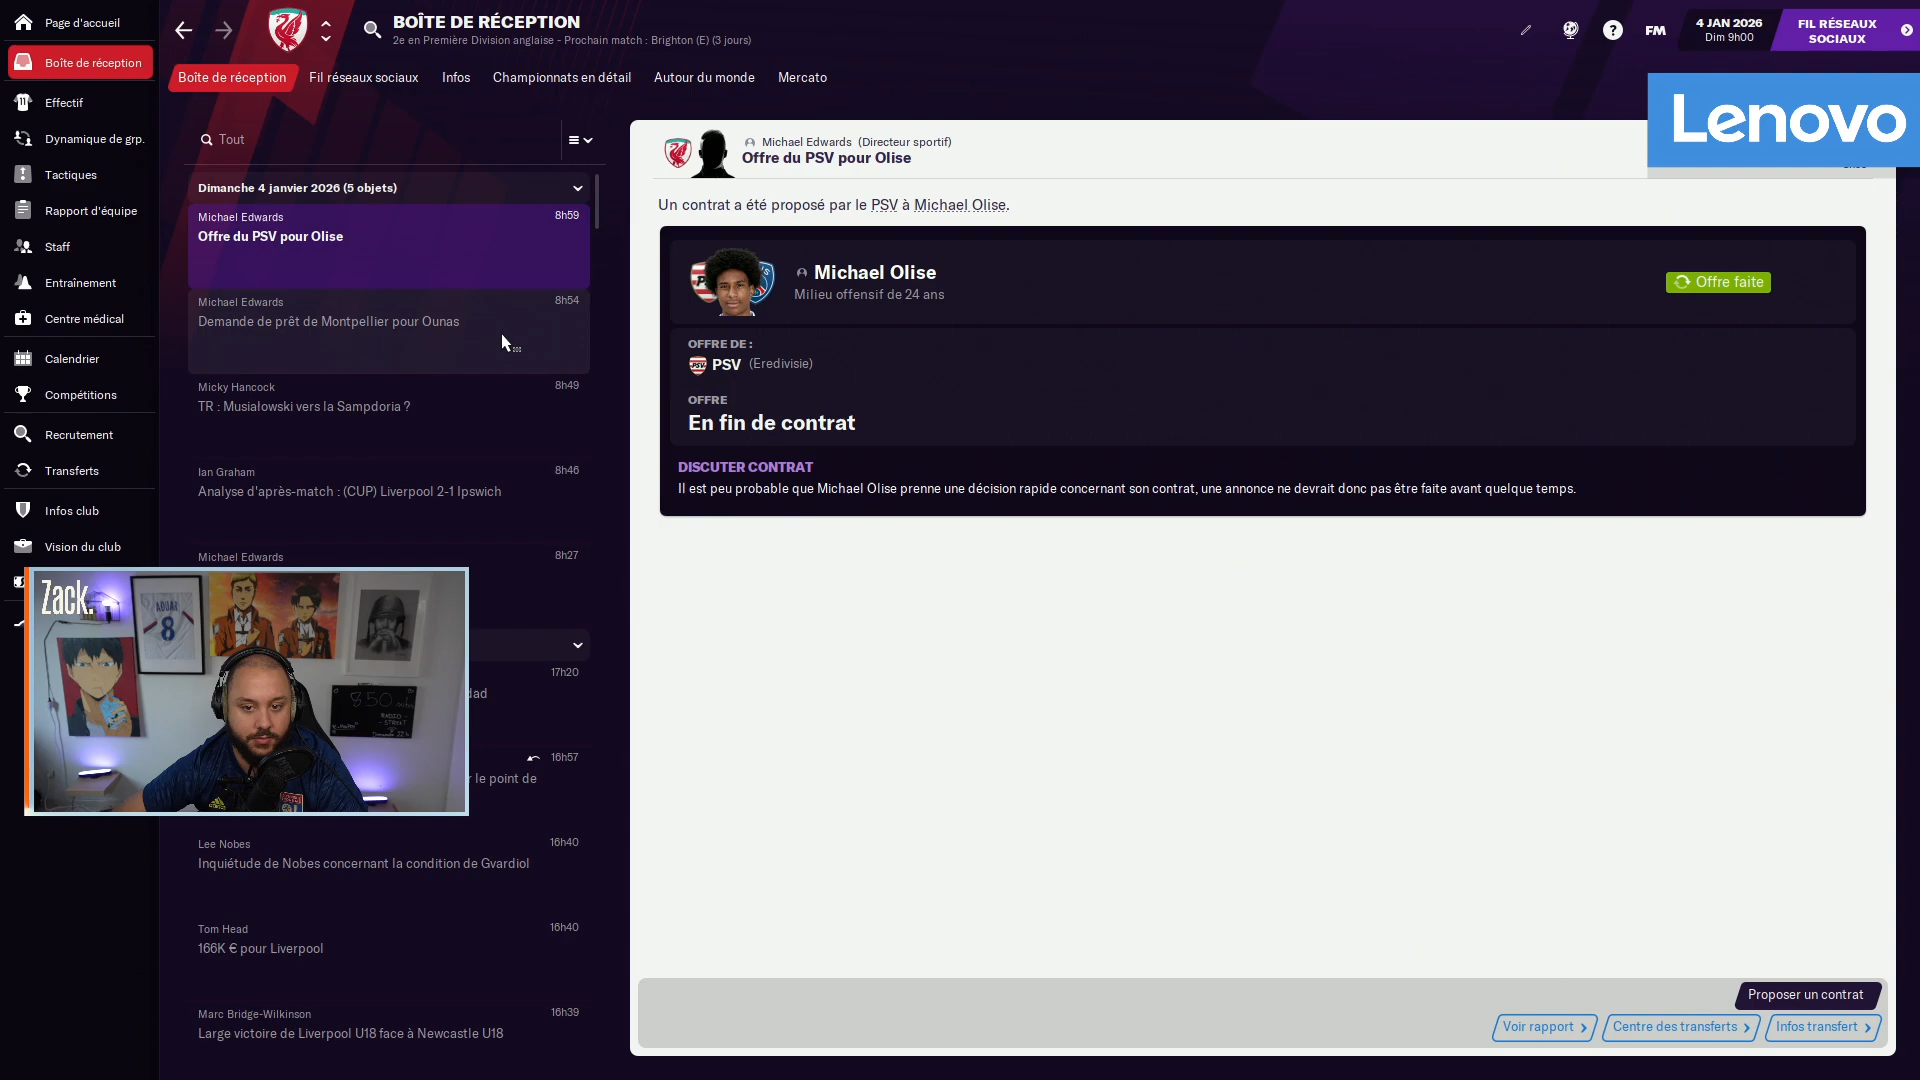 Page d'accueil
Boîte de réception
Effectif
Dynamique de grp.
Tactiques
Rapport d'équipe
Staff
Entraînement
Centre médical
Calendrier
Compétitions
Recrutement
Transferts
Infos club
Vision du club
BOÎTE DE RÉCEPTION
2e en Première Division anglaise - Prochain match : Brighton (E) (3 jours)
FM
4 JAN 2026
Dim 9h00
FIL RÉSEAUX
SOCIAUX
Boîte de réception
Fil réseaux sociaux
Infos
Championnats en détail
Autour du monde
Mercato
Lenovo
Tout
Dimanche 4 janvier 2026 (5 objets)
Michael Edwards 8h59
Offre du PSV pour Olise
Michael Edwards 8h54
Demande de prêt de Montpellier pour Ounas
Micky Hancock 8h49
TR : Musialowski vers la Sampdoria ?
Ian Graham 8h46
Analyse d'après-match : (CUP) Liverpool 2-1 Ipswich
Michael Edwards 8h27
17h20
dad
16h57
r le point de
Lee Nobes 16h40
Inquiétude de Nobes concernant la condition de Gvardiol
Tom Head 16h40
166K € pour Liverpool
Marc Bridge-Wilkinson 16h39
Large victoire de Liverpool U18 face à Newcastle U18
Zack.
AOUAR
8
850
RADIO
STREET
Michael Edwards (Directeur sportif)
Offre du PSV pour Olise
Un contrat a été proposé par le PSV à Michael Olise.
Michael Olise
Milieu offensif de 24 ans
Offre faite
OFFRE DE :
PSV (Eredivisie)
OFFRE
En fin de contrat
DISCUTER CONTRAT
Il est peu probable que Michael Olise prenne une décision rapide concernant son contrat, une annonce ne devrait donc pas être faite avant quelque temps.
Proposer un contrat
Voir rapport
Centre des transferts
Infos transfert